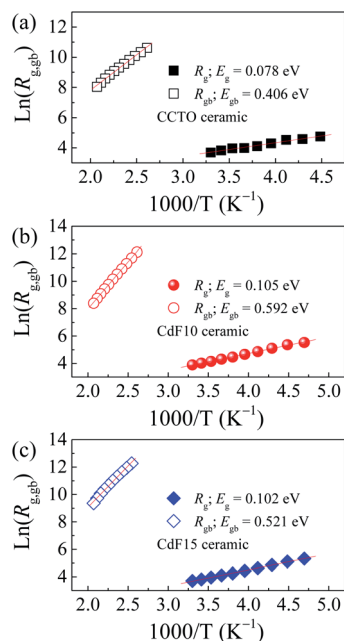 (a)
12
10
8
6
4
Ln(R_g,gb)
R_g; E_g = 0.078 eV
R_gb; E_gb = 0.406 eV
CCTO ceramic
2.0 2.5 3.0 3.5 4.0 4.5
1000/T (K⁻¹)
(b)
14
12
10
8
6
4
2
Ln(R_g,gb)
R_g; E_g = 0.105 eV
R_gb; E_gb = 0.592 eV
CdF10 ceramic
2.0 2.5 3.0 3.5 4.0 4.5 5.0
1000/T (K⁻¹)
(c)
14
12
10
8
6
4
Ln(R_g,gb)
R_g; E_g = 0.102 eV
R_gb; E_gb = 0.521 eV
CdF15 ceramic
2.0 2.5 3.0 3.5 4.0 4.5 5.0
1000/T (K⁻¹)